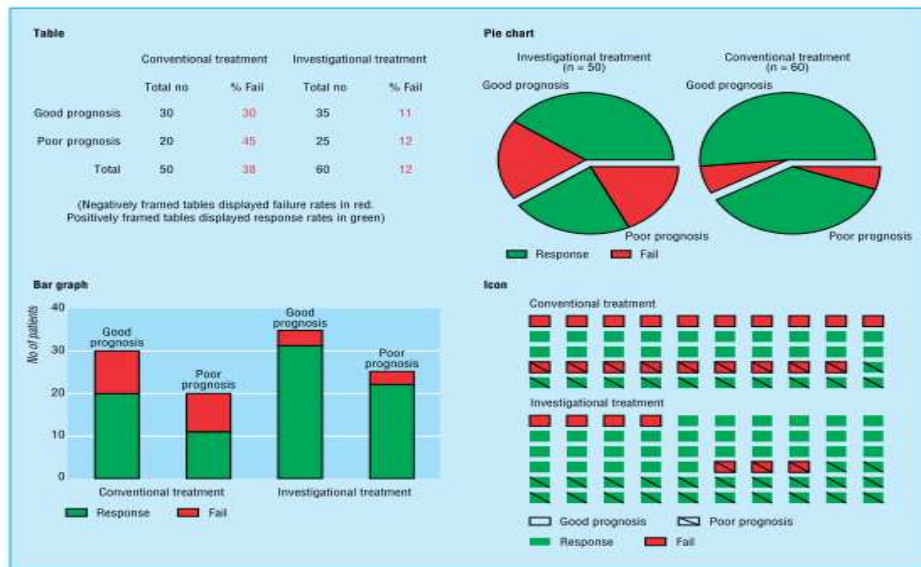 Table
Conventional treatment Investigational treatment
Total no % Fail Total no % Fail
Good prognosis 30 30 35 11
Poor prognosis 20 45 25 12
Total 50 38 60 12
(Negatively framed tables displayed failure rates in red.
Positively framed tables displayed response rates in green)
Pie chart
Investigational treatment
(n = 50)
Conventional treatment
(n = 60)
Good prognosis
Good prognosis
Poor prognosis
Poor prognosis
Response Fail
Bar graph
No of patients
40
30
20
10
0
Good
prognosis
Poor
prognosis
Good
prognosis
Poor
prognosis
Conventional treatment Investigational treatment
Response Fail
Icon
Conventional treatment
Investigational treatment
Good prognosis Poor prognosis
Response Fail